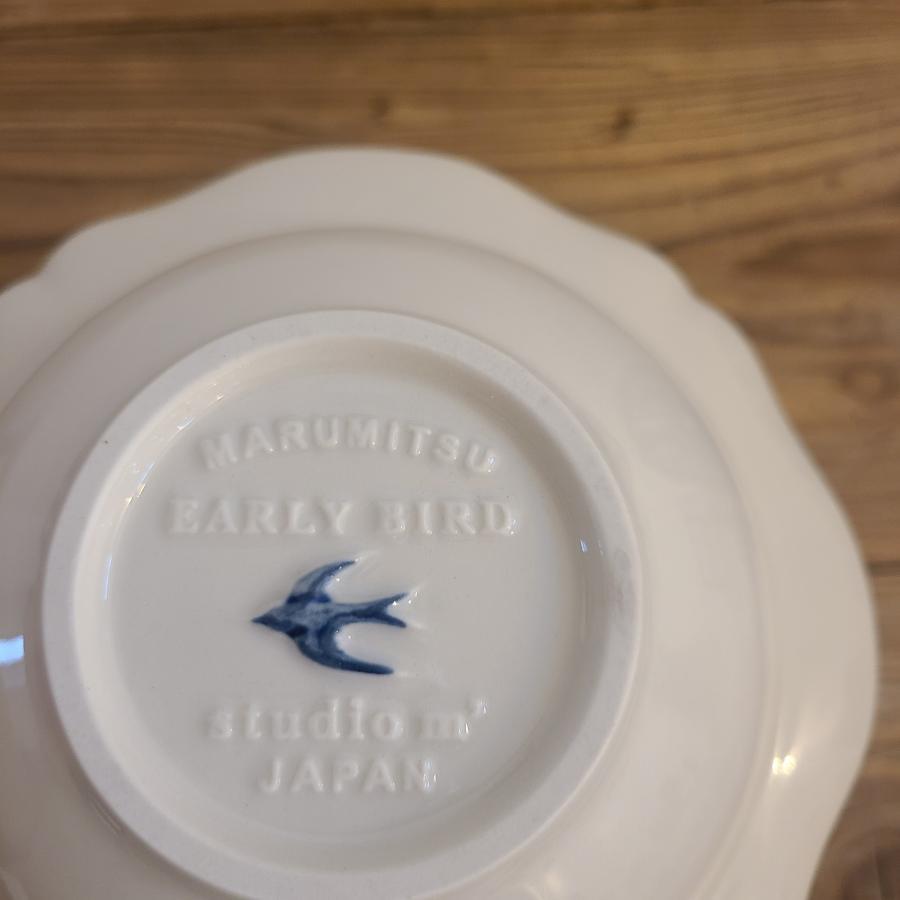 MARUMITSU
EARLY BIRD
studio m'
JAPAN